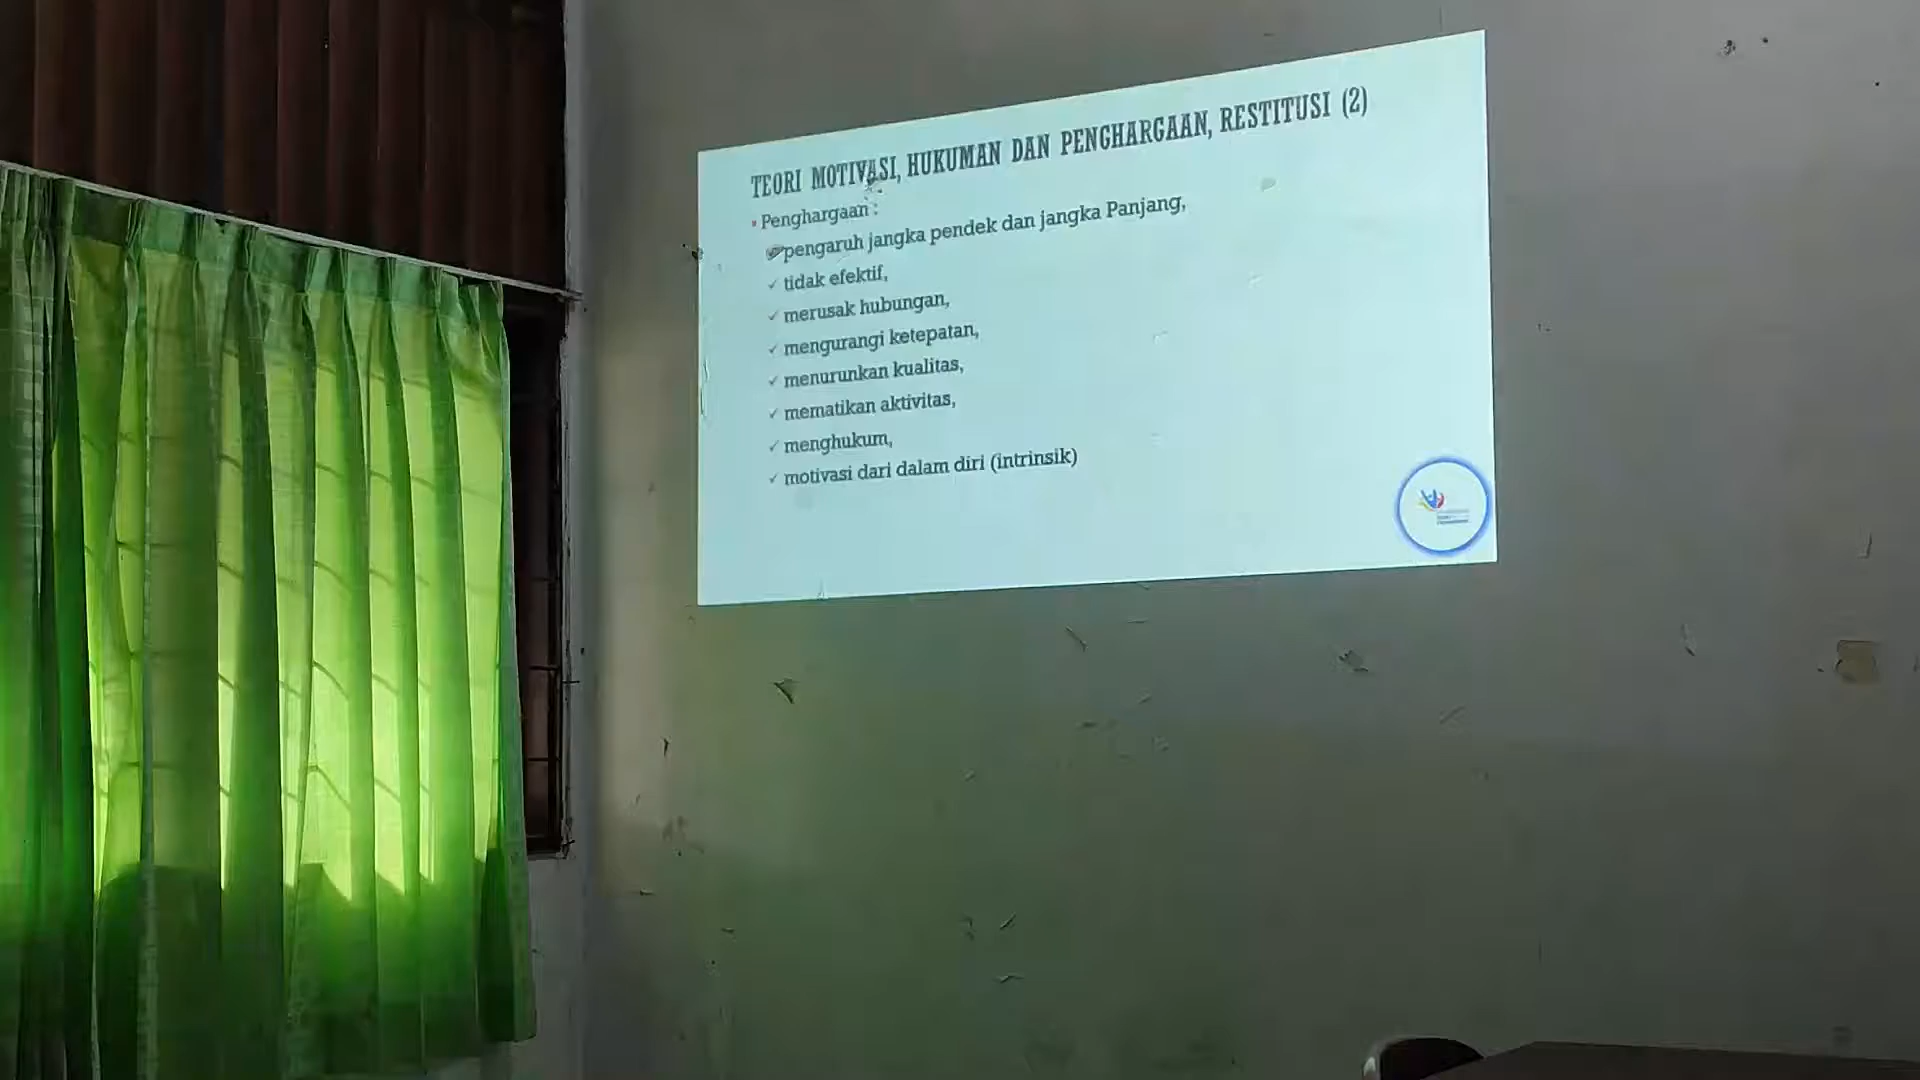 TEORI MOTIVASI, HUKUMAN DAN PENGHARGAAN, RESTITUSI (2)
• Penghargaan :
✓ pengaruh jangka pendek dan jangka Panjang,
✓ tidak efektif,
✓ merusak hubungan,
✓ mengurangi ketepatan,
✓ menurunkan kualitas,
✓ mematikan aktivitas,
✓ menghukum,
✓ motivasi dari dalam diri (intrinsik)